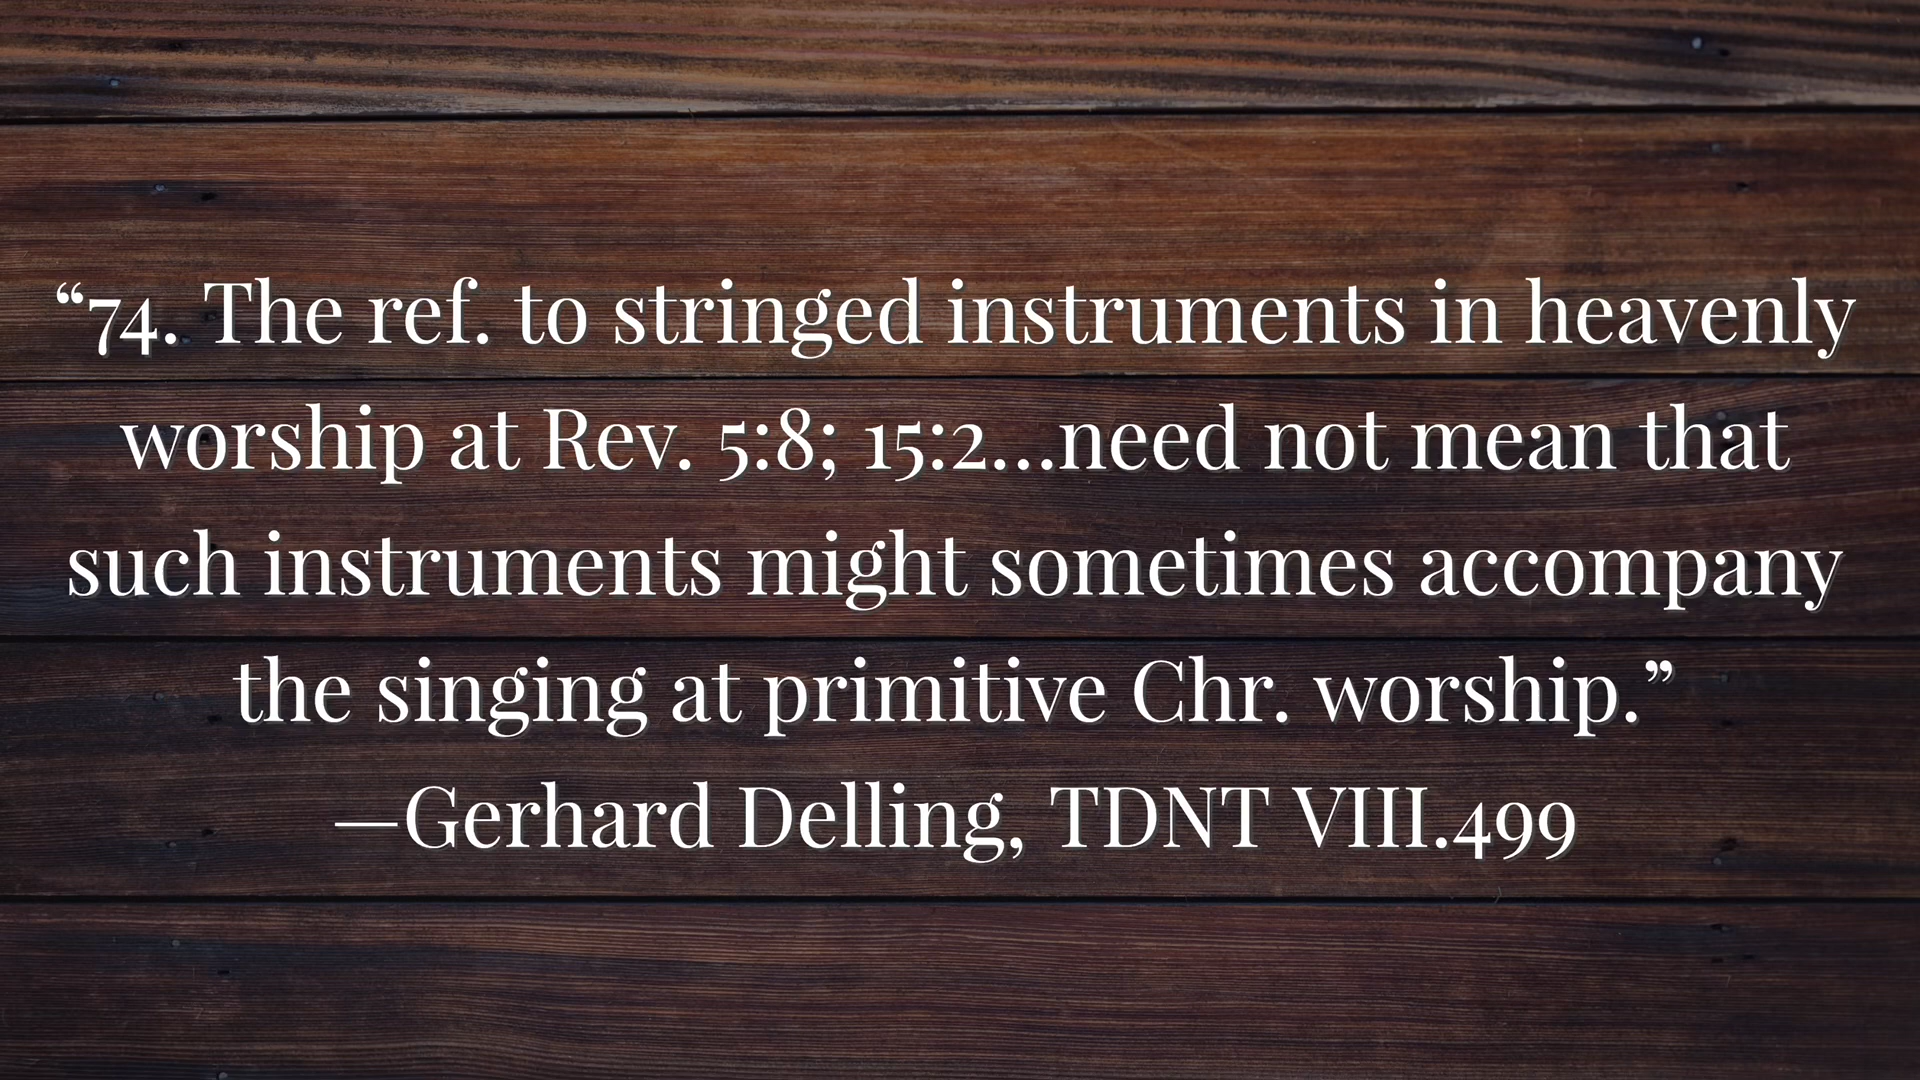 “74. The ref. to stringed instruments in heavenly
worship at Rev. 5:8; 15:2…need not mean that
such instruments might sometimes accompany
the singing at primitive Chr. worship.”
—Gerhard Delling, TDNT VIII.499